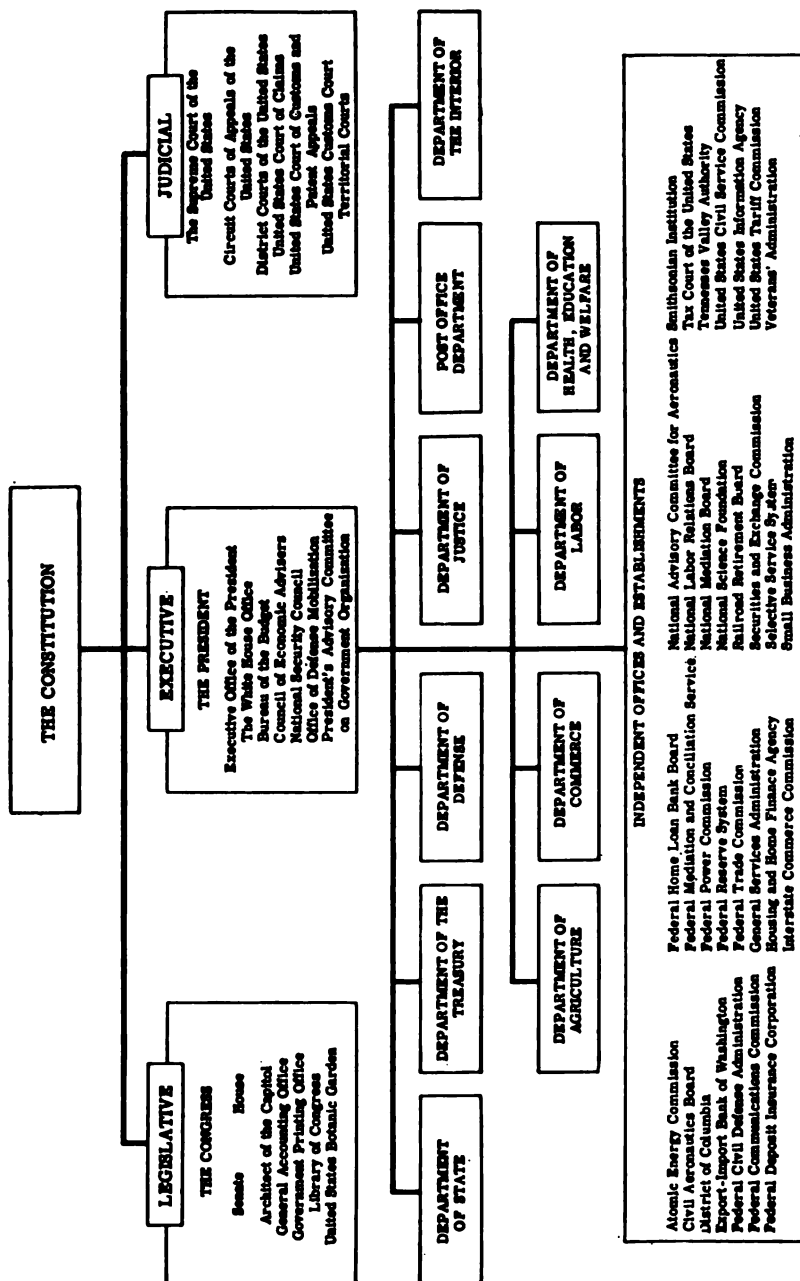 THE CONSTITUTION
LEGISLATIVE
THE CONGRESS
Senate House
Architect of the Capitol
General Accounting Office
Government Printing Office
Library of Congress
United States Botanic Garden
EXECUTIVE
THE PRESIDENT
Executive Office of the President
The White House Office
Bureau of the Budget
Council of Economic Advisers
National Security Council
Office of Defense Mobilization
President's Advisory Committee
on Government Organization
JUDICIAL
The Supreme Court of the
United States
Circuit Courts of Appeals of the
United States
District Courts of the United States
United States Court of Claims
United States Court of Customs and
Patent Appeals
United States Customs Court
Territorial Courts
DEPARTMENT
OF STATE
DEPARTMENT OF THE
TREASURY
DEPARTMENT OF
DEFENSE
DEPARTMENT OF
JUSTICE
POST OFFICE
DEPARTMENT
DEPARTMENT OF
THE INTERIOR
DEPARTMENT OF
AGRICULTURE
DEPARTMENT OF
COMMERCE
DEPARTMENT OF
LABOR
DEPARTMENT OF
HEALTH, EDUCATION
AND WELFARE
INDEPENDENT OFFICES AND ESTABLISHMENTS
Atomic Energy Commission
Civil Aeronautics Board
District of Columbia
Export-Import Bank of Washington
Federal Civil Defense Administration
Federal Communications Commission
Federal Deposit Insurance Corporation
Federal Home Loan Bank Board
Federal Mediation and Conciliation Service
Federal Power Commission
Federal Reserve System
Federal Trade Commission
General Services Administration
Housing and Home Finance Agency
Interstate Commerce Commission
National Advisory Committee for Aeronautics
National Labor Relations Board
National Mediation Board
National Science Foundation
Railroad Retirement Board
Securities and Exchange Commission
Selective Service System
Small Business Administration
Smithsonian Institution
Tax Court of the United States
Tennessee Valley Authority
United States Civil Service Commission
United States Information Agency
United States Tariff Commission
Veterans' Administration